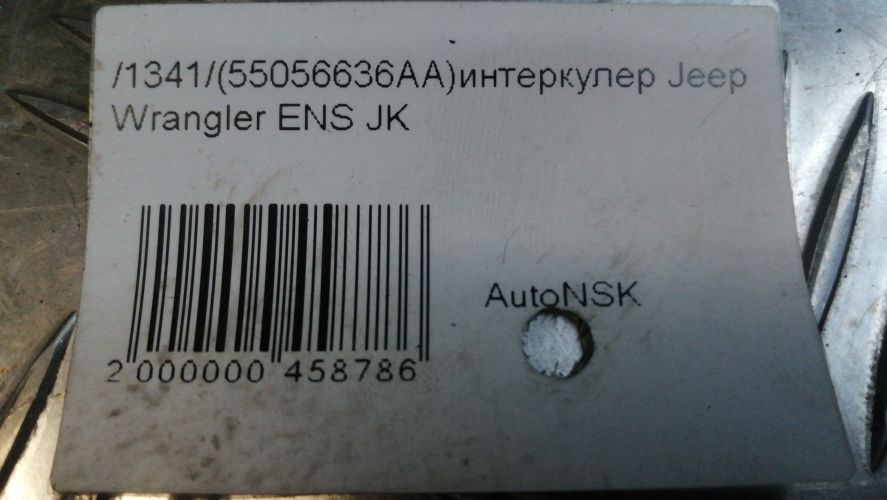 /1341/(55056636AA)интеркулер Jeep
Wrangler ENS JK
AutoNSK
2 000000 458786